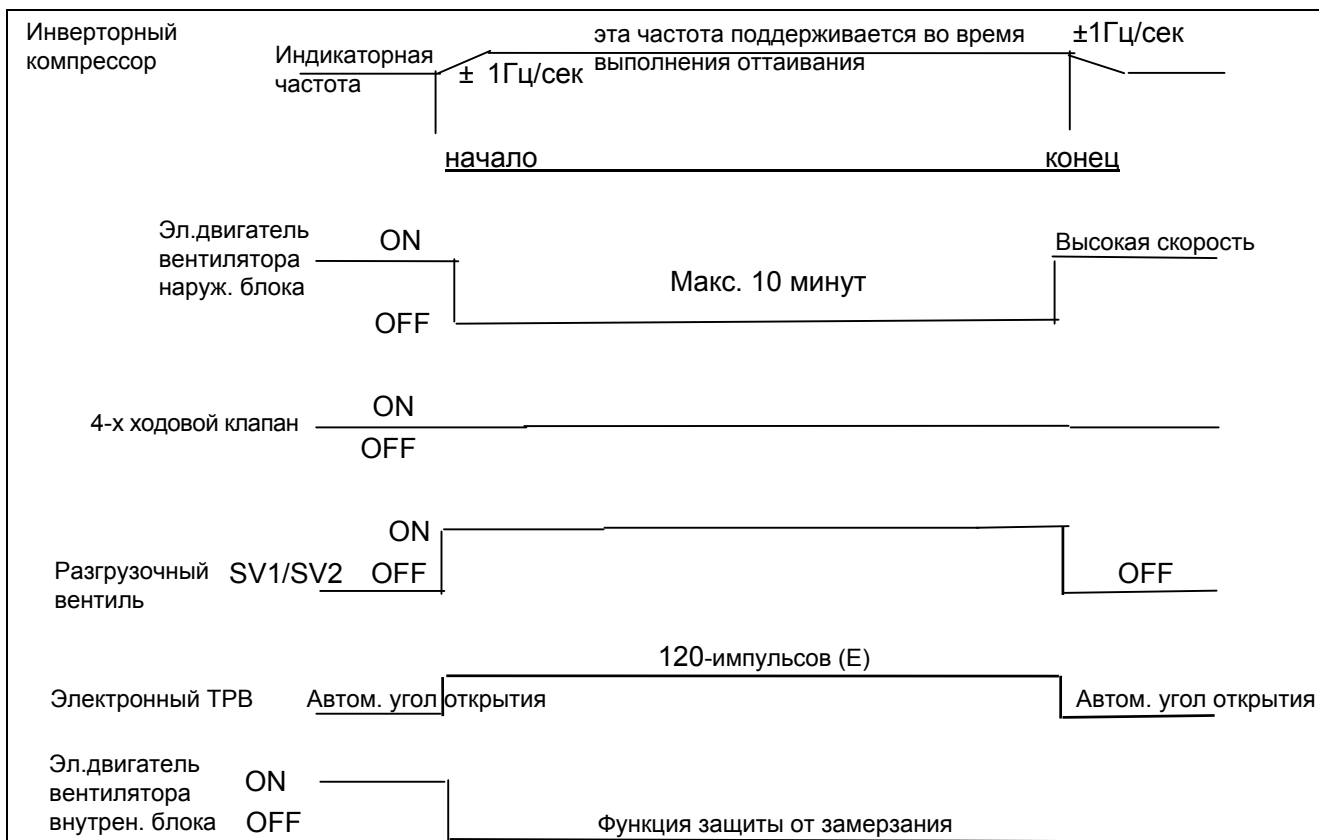 Инверторный
компрессор
Индикаторная
частота
± 1Гц/сек
эта частота поддерживается во время
выполнения оттаивания
±1Гц/сек
начало
конец
Эл.двигатель
вентилятора
наруж. блока
ON
OFF
Макс. 10 минут
Высокая скорость
4-х ходовой клапан
ON
OFF
Разгрузочный
вентиль
SV1/SV2
ON
OFF
OFF
Электронный ТРВ
Автом. угол открытия
120-импульсов (Е)
Автом. угол открытия
Эл.двигатель
вентилятора
внутрен. блока
ON
OFF
Функция защиты от замерзания